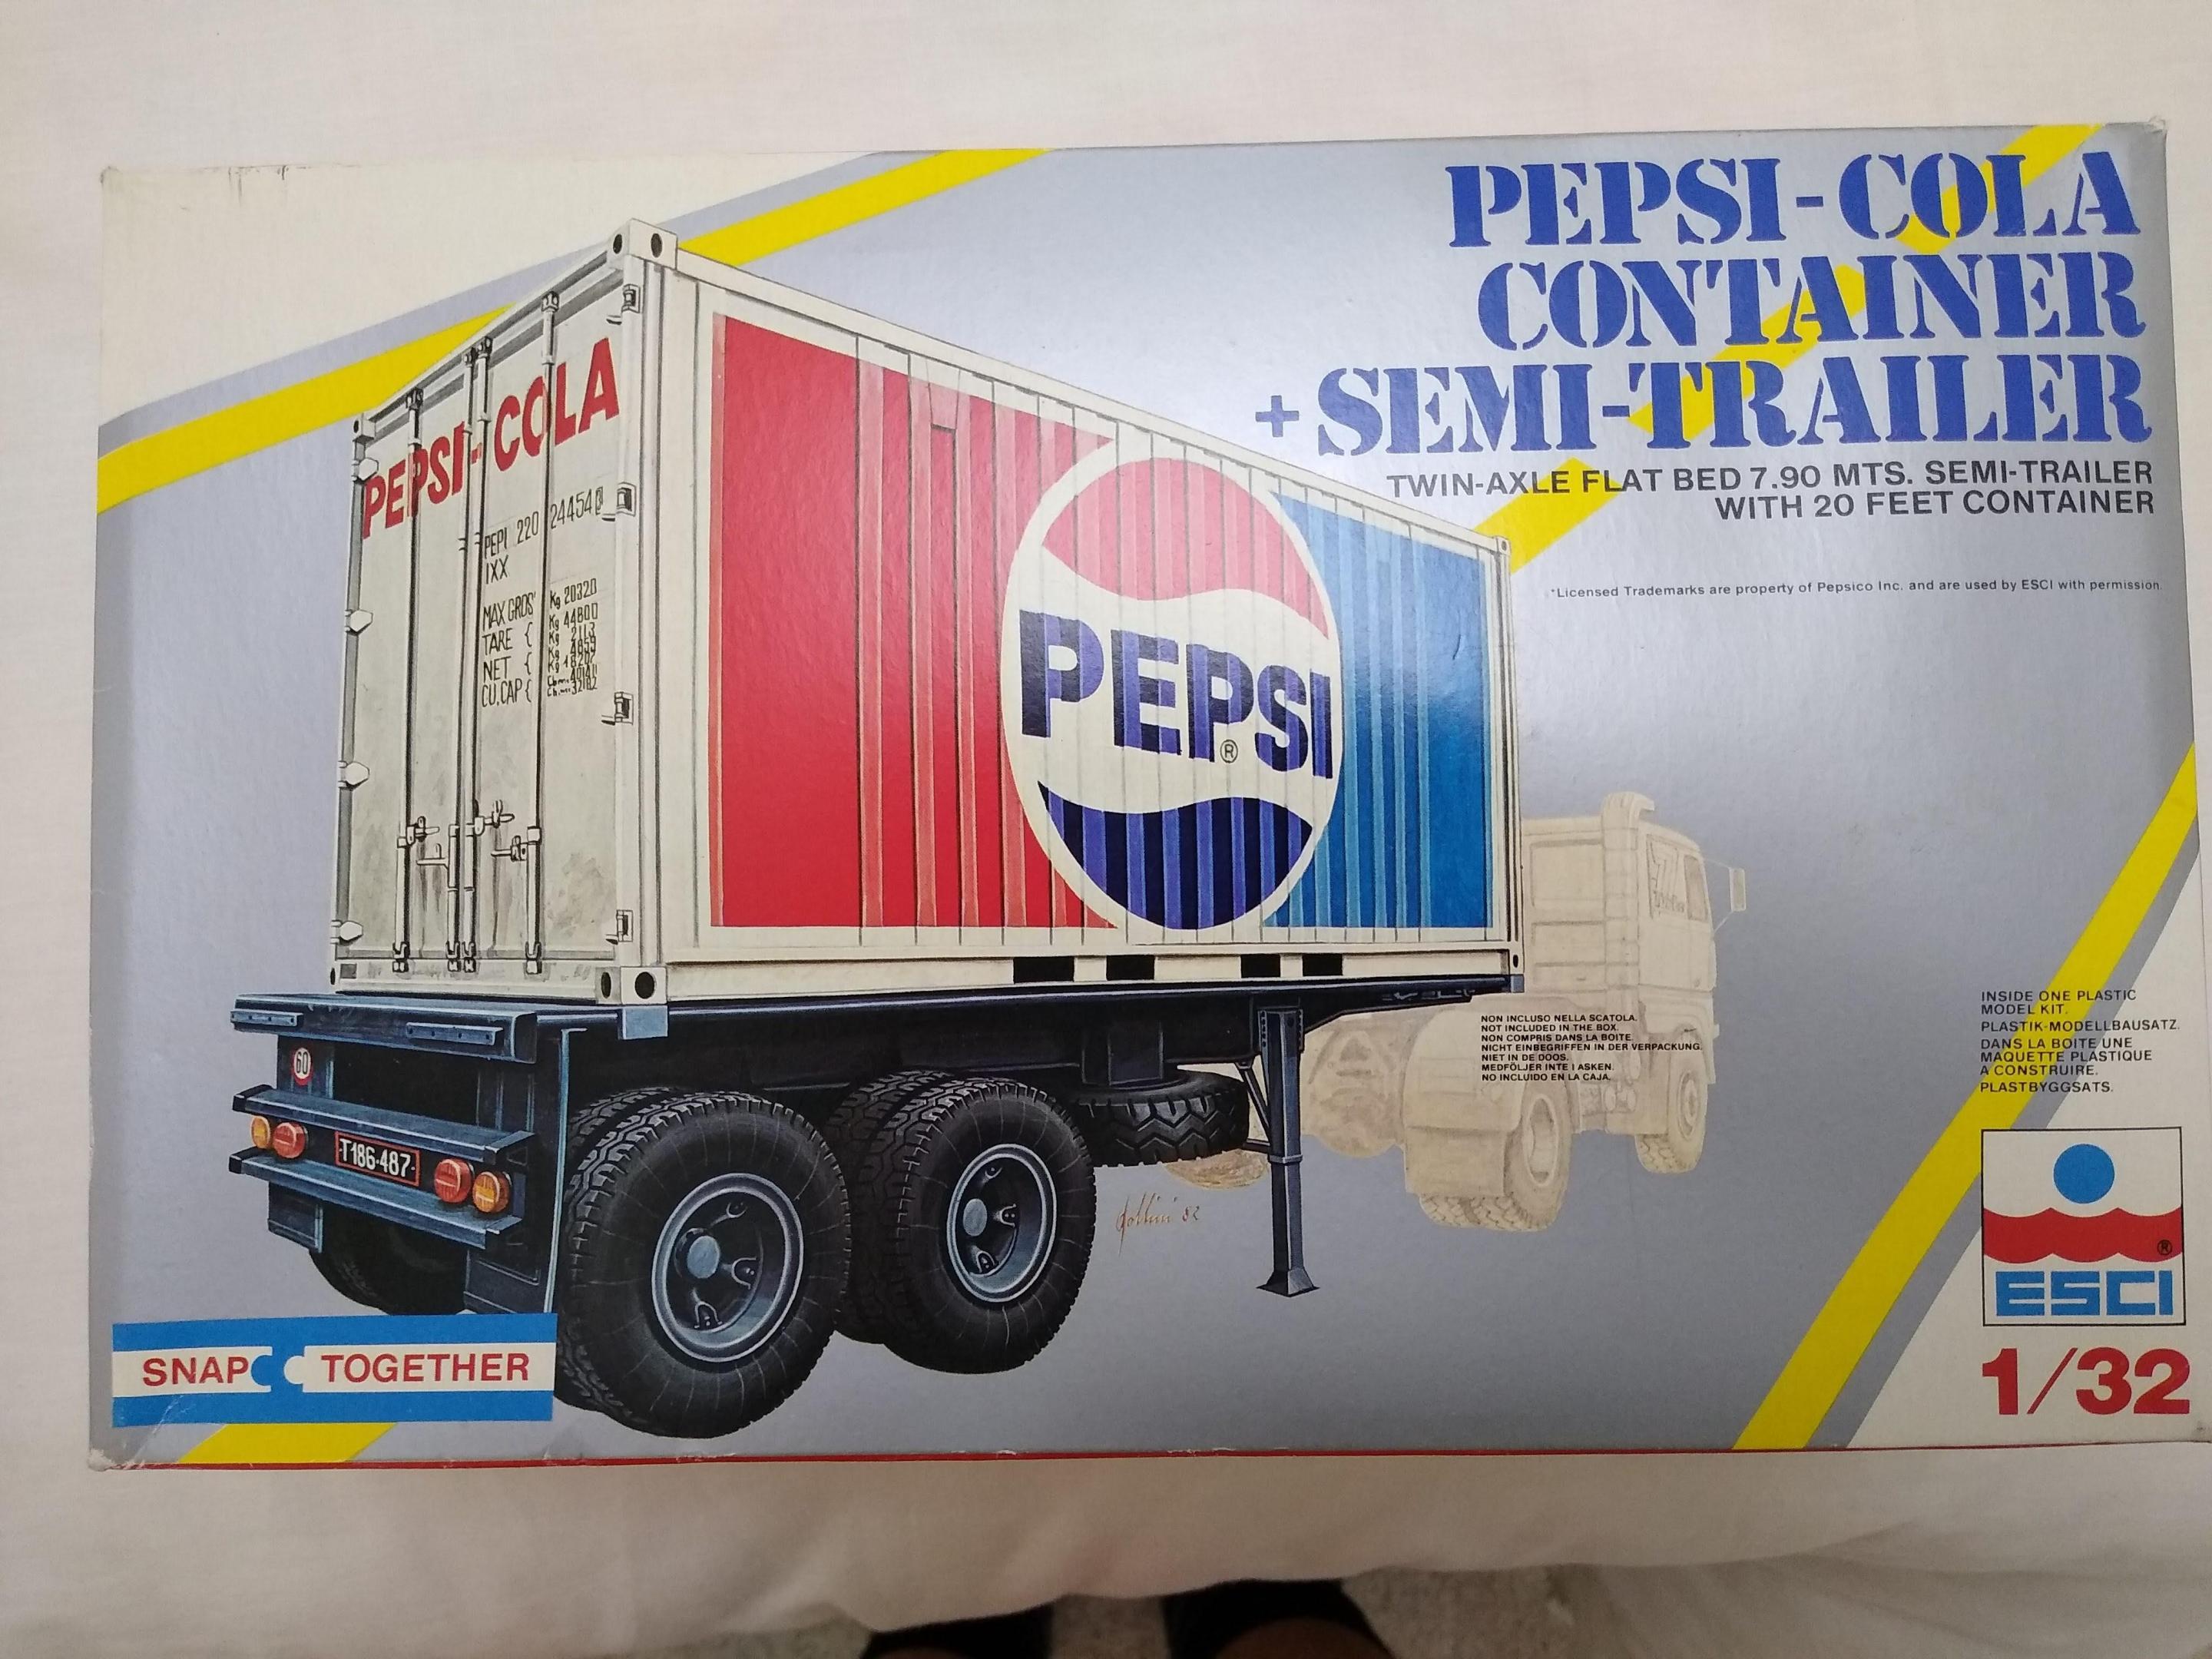 PEPSI-COLA
CONTAINER
+SEMI-TRAILER
TWIN-AXLE FLAT BED 7.90 MTS. SEMI-TRAILER
WITH 20 FEET CONTAINER
*Licensed Trademarks are property of Pepsico Inc. and are used by ESCI with permission.
PEPSI-COLA
PEPI 220 24454
IXX
MAX GROS' Kg 20320
Kg 44800
TARE { Kg 2113
Kg 4659
NET {
CU.CAP {
PEPSI
®
NON INCLUSO NELLA SCATOLA.
NOT INCLUDED IN THE BOX.
NON COMPRIS DANS LA BOITE.
NICHT EINBEGRIFFEN IN DER VERPACKUNG.
NIET IN DE DOOS.
MEDFÖLJER INTE I ASKEN.
NO INCLUIDO EN LA CAJA.
INSIDE ONE PLASTIC
MODEL KIT.
PLASTIK-MODELLBAUSATZ.
DANS LA BOITE UNE
MAQUETTE PLASTIQUE
A CONSTRUIRE.
PLASTBYGGSATS.
60
-T186-487-
82
SNAP TOGETHER
®
ESCI
1/32